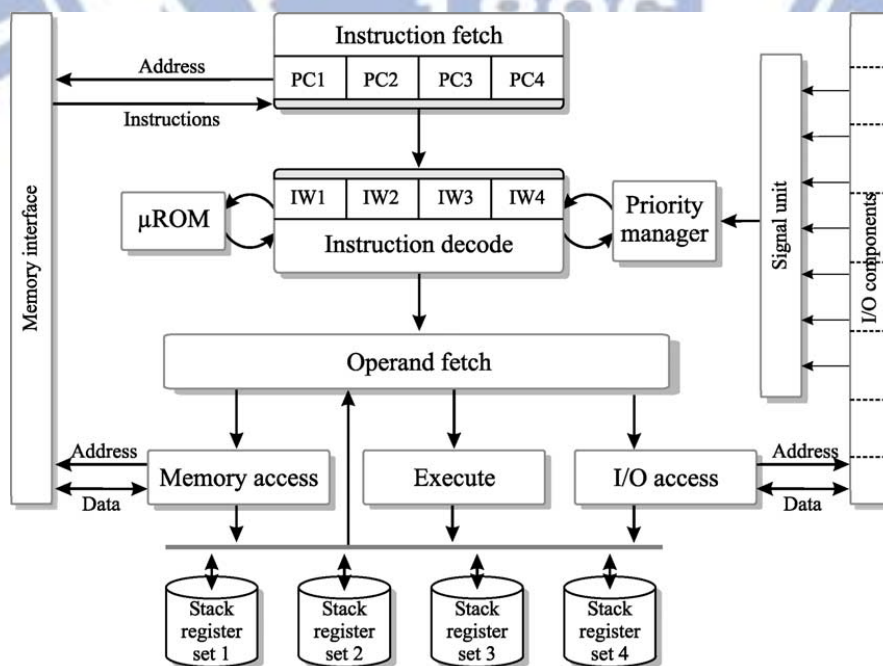 Instruction fetch
Address
PC1 PC2 PC3 PC4
Instructions
Memory interface
µROM
IW1 IW2 IW3 IW4
Instruction decode
Priority
manager
Signal unit
I/O components
Operand fetch
Address
Memory access
Data
Execute
I/O access
Address
Data
Stack
register
set 1
Stack
register
set 2
Stack
register
set 3
Stack
register
set 4